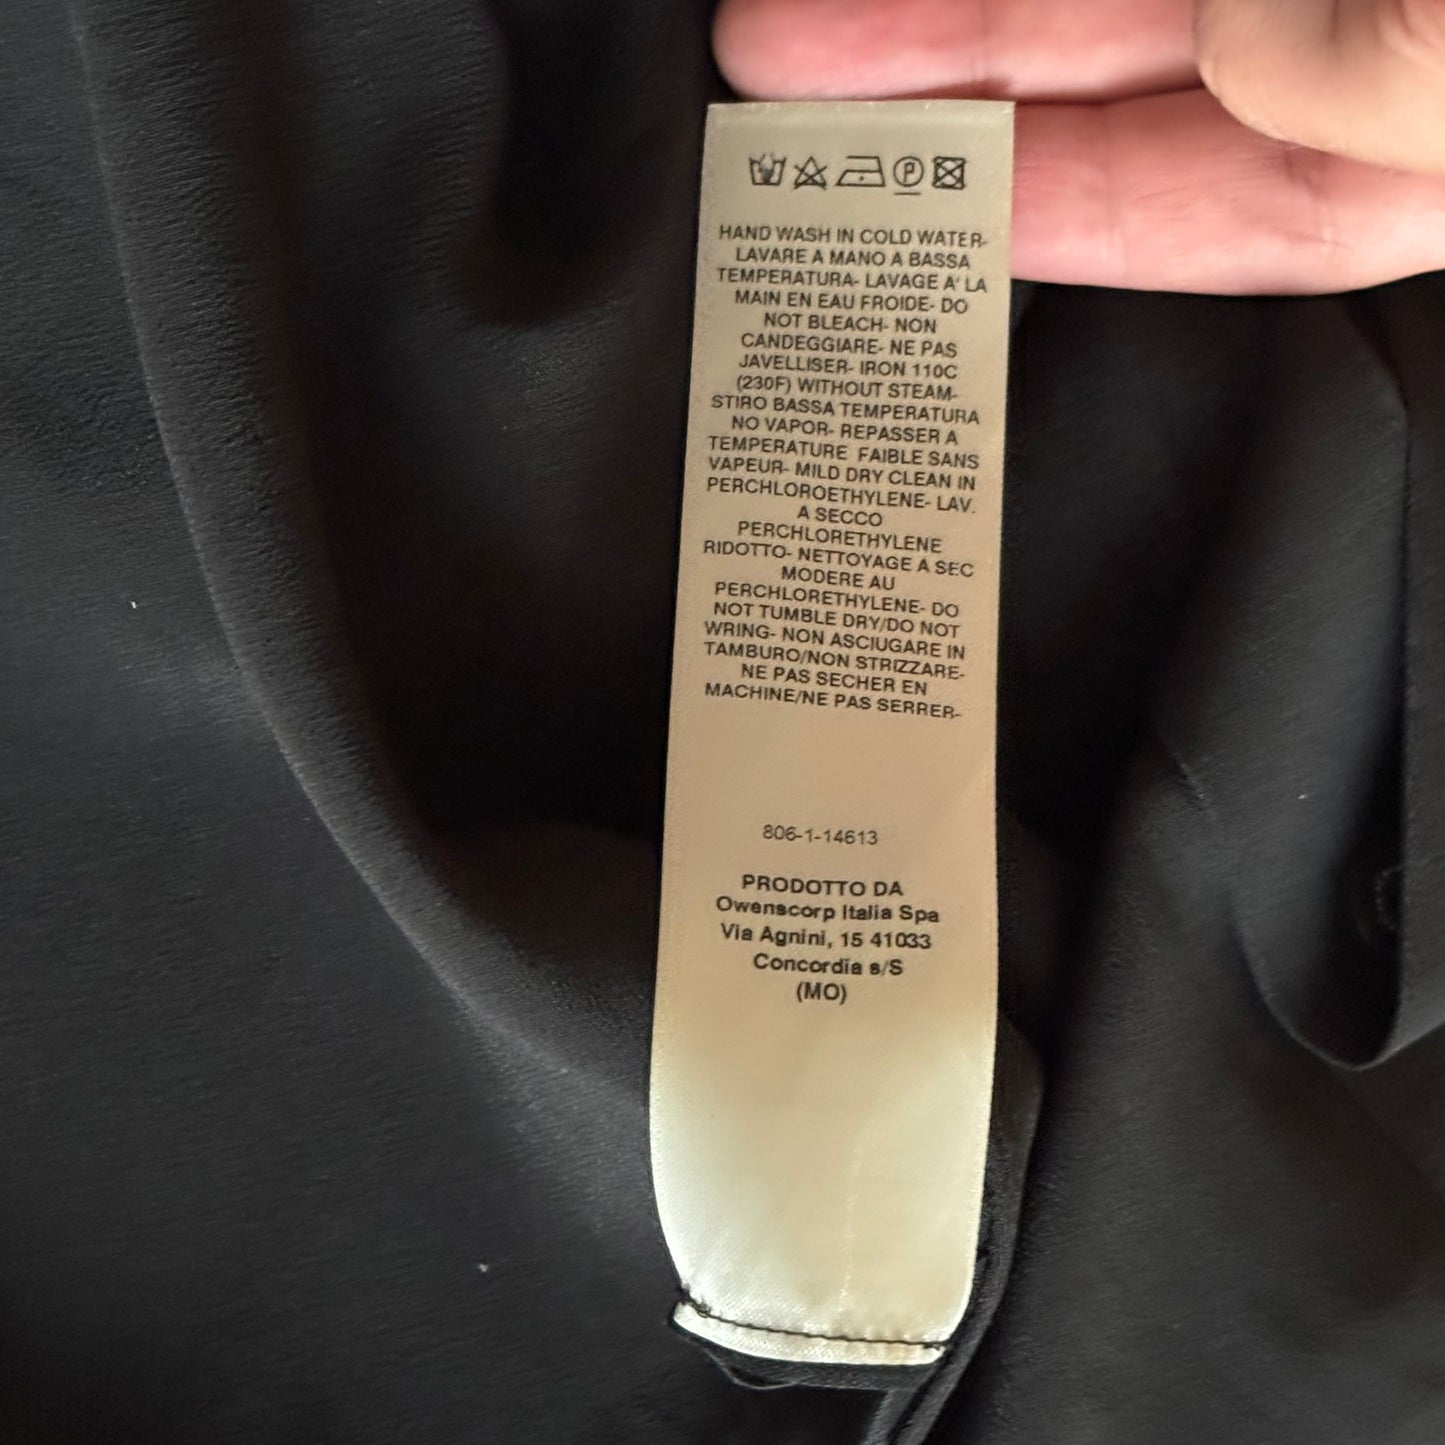 HAND WASH IN COLD WATER-
LAVARE A MANO A BASSA
TEMPERATURA- LAVAGE A' LA
MAIN EN EAU FROIDE- DO
NOT BLEACH- NON
CANDEGGIARE- NE PAS
JAVELLISER- IRON 110C
(230F) WITHOUT STEAM-
STIRO BASSA TEMPERATURA
NO VAPOR- REPASSER A
TEMPERATURE FAIBLE SANS
VAPEUR- MILD DRY CLEAN IN
PERCHLOROETHYLENE- LAV.
A SECCO
PERCHLORETHYLENE
RIDOTTO- NETTOYAGE A SEC
MODERE AU
PERCHLORETHYLENE- DO
NOT TUMBLE DRY/DO NOT
WRING- NON ASCIUGARE IN
TAMBURO/NON STRIZZARE-
NE PAS SECHER EN
MACHINE/NE PAS SERRER-
806-1-14613
PRODOTTO DA
Owenscorp Italia Spa
Via Agnini, 15 41033
Concordia s/S
(MO)